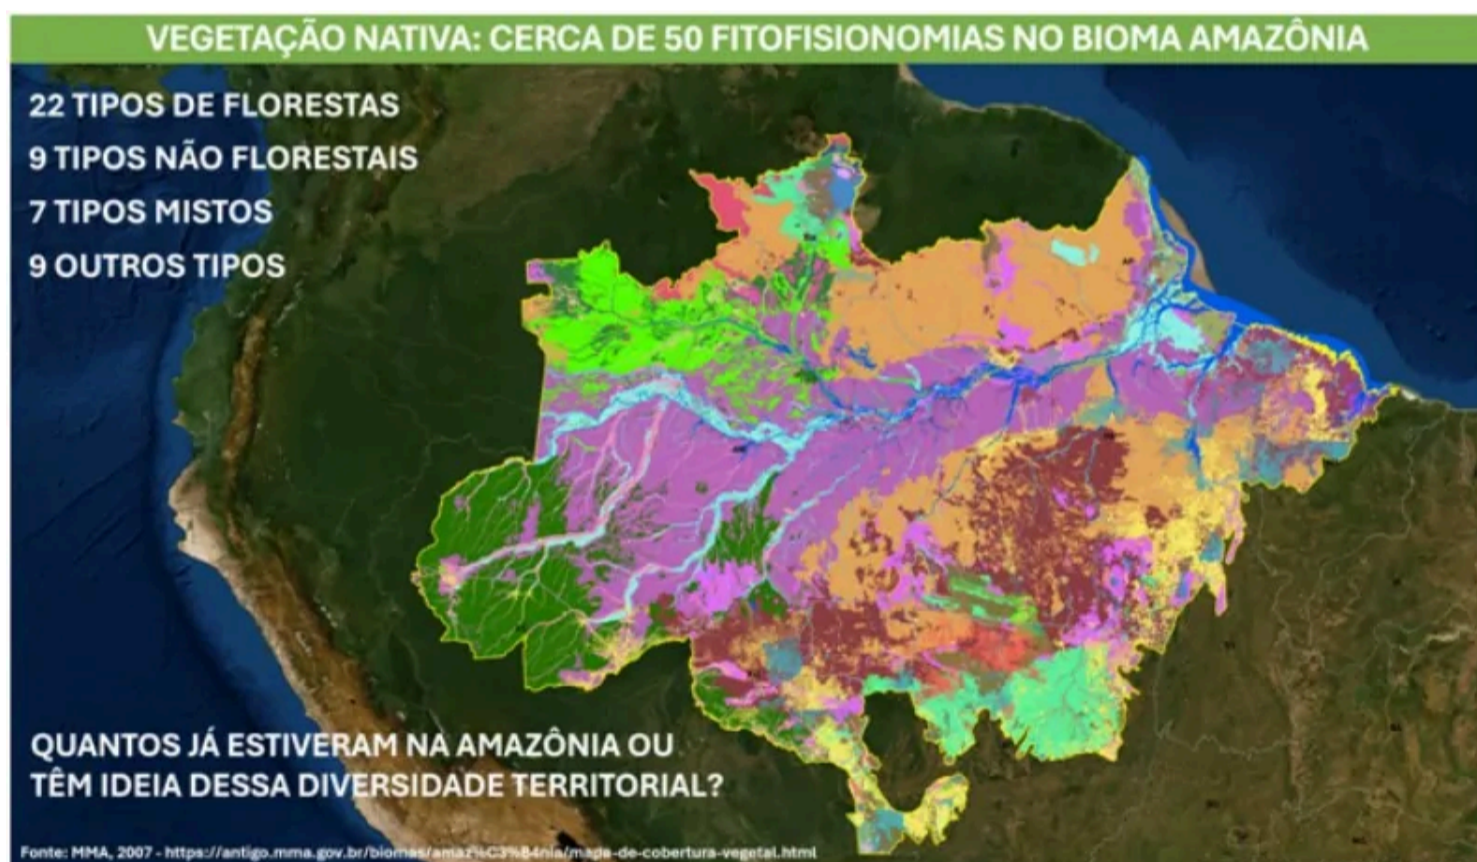 VEGETAÇÃO NATIVA: CERCA DE 50 FITOFISIONOMIAS NO BIOMA AMAZÔNIA
22 TIPOS DE FLORESTAS
9 TIPOS NÃO FLORESTAIS
7 TIPOS MISTOS
9 OUTROS TIPOS
QUANTOS JÁ ESTIVERAM NA AMAZÔNIA OU
TÊM IDEIA DESSA DIVERSIDADE TERRITORIAL?
Fonte: MMA, 2007 - https://antigo.mma.gov.br/biomas/amaz%C3%B4nia/mapa-de-cobertura-vegetal.html